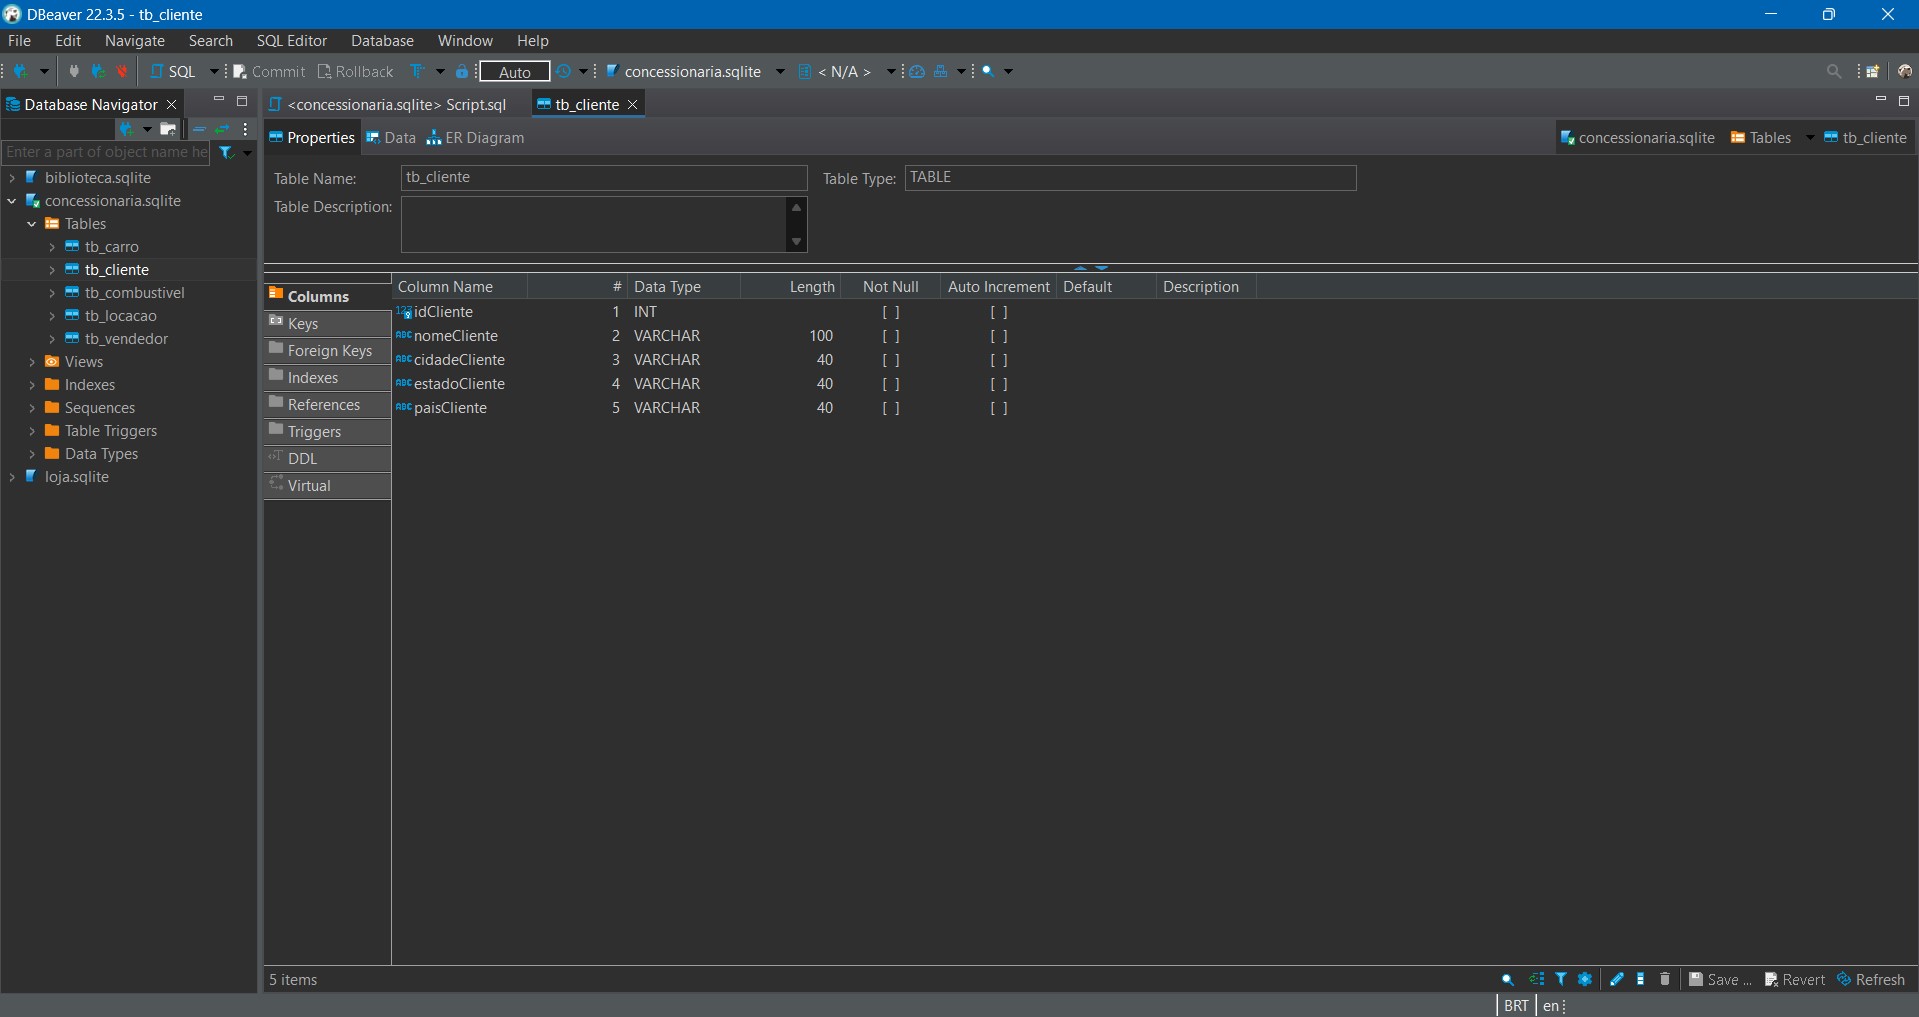 DBeaver 22.3.5 - tb_cliente
File Edit Navigate Search SQL Editor Database Window Help
SQL Commit Rollback Auto concessionaria.sqlite < N/A >
Database Navigator
<concessionaria.sqlite> Script.sql tb_cliente
Properties Data ER Diagram concessionaria.sqlite Tables tb_cliente
Enter a part of object name he
biblioteca.sqlite
concessionaria.sqlite
Tables
tb_carro
tb_cliente
tb_combustivel
tb_locacao
tb_vendedor
Views
Indexes
Sequences
Table Triggers
Data Types
loja.sqlite
Table Name: tb_cliente Table Type: TABLE
Table Description:
Columns
Keys
Foreign Keys
Indexes
References
Triggers
DDL
Virtual
Column Name # Data Type Length Not Null Auto Increment Default Description
123 idCliente 1 INT [ ] [ ]
ABC nomeCliente 2 VARCHAR 100 [ ] [ ]
ABC cidadeCliente 3 VARCHAR 40 [ ] [ ]
ABC estadoCliente 4 VARCHAR 40 [ ] [ ]
ABC paisCliente 5 VARCHAR 40 [ ] [ ]
5 items Save ... Revert Refresh
BRT en